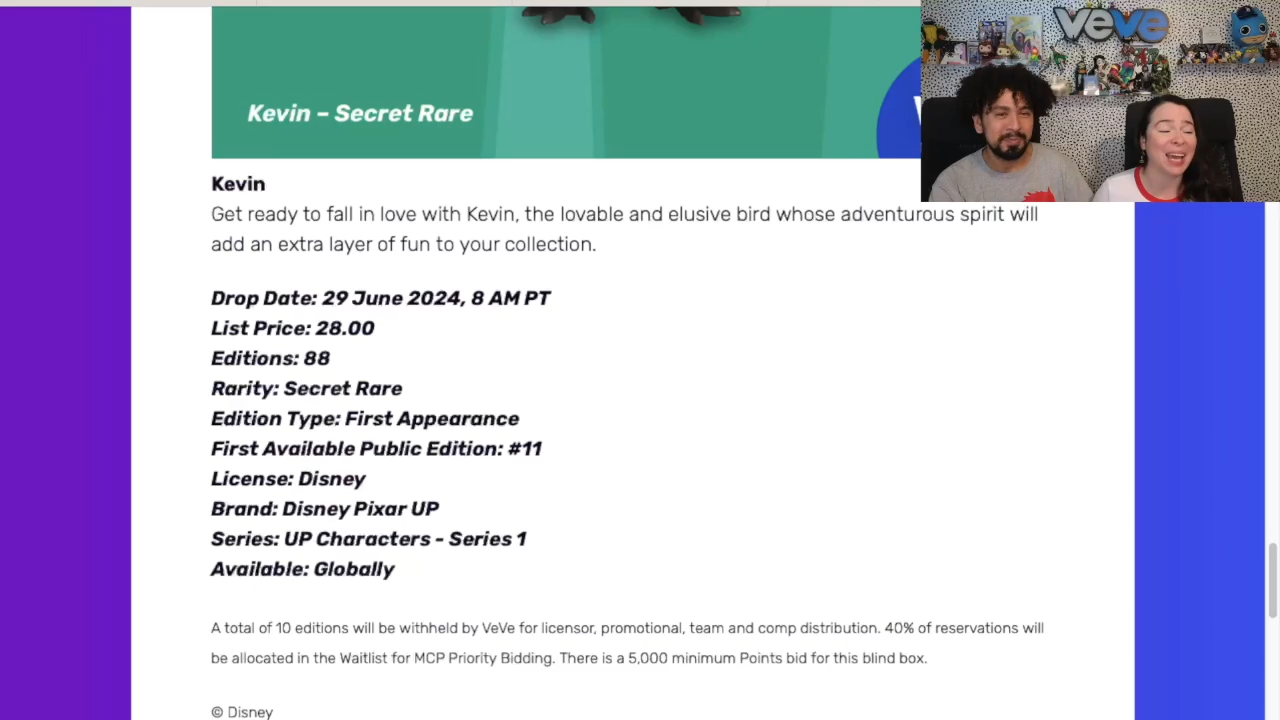 veve
Kevin – Secret Rare
Kevin
Get ready to fall in love with Kevin, the lovable and elusive bird whose adventurous spirit will
add an extra layer of fun to your collection.
Drop Date: 29 June 2024, 8 AM PT
List Price: 28.00
Editions: 88
Rarity: Secret Rare
Edition Type: First Appearance
First Available Public Edition: #11
License: Disney
Brand: Disney Pixar UP
Series: UP Characters - Series 1
Available: Globally
A total of 10 editions will be withheld by VeVe for licensor, promotional, team and comp distribution. 40% of reservations will
be allocated in the Waitlist for MCP Priority Bidding. There is a 5,000 minimum Points bid for this blind box.
© Disney